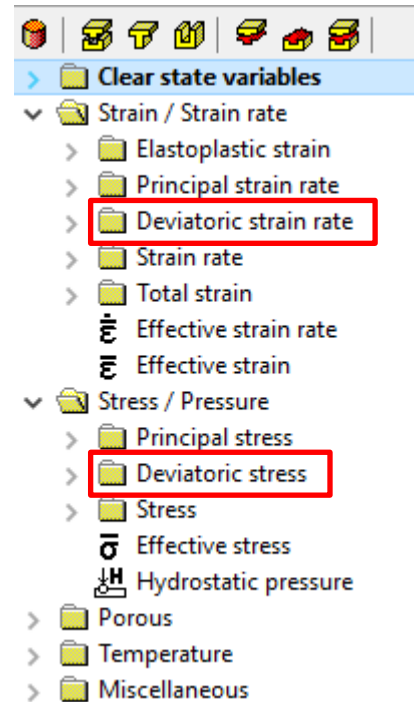 Clear state variables
Strain / Strain rate
Elastoplastic strain
Principal strain rate
Deviatoric strain rate
Strain rate
Total strain
ε̇̄ Effective strain rate
ε̄ Effective strain
Stress / Pressure
Principal stress
Deviatoric stress
Stress
σ̄ Effective stress
H Hydrostatic pressure
Porous
Temperature
Miscellaneous